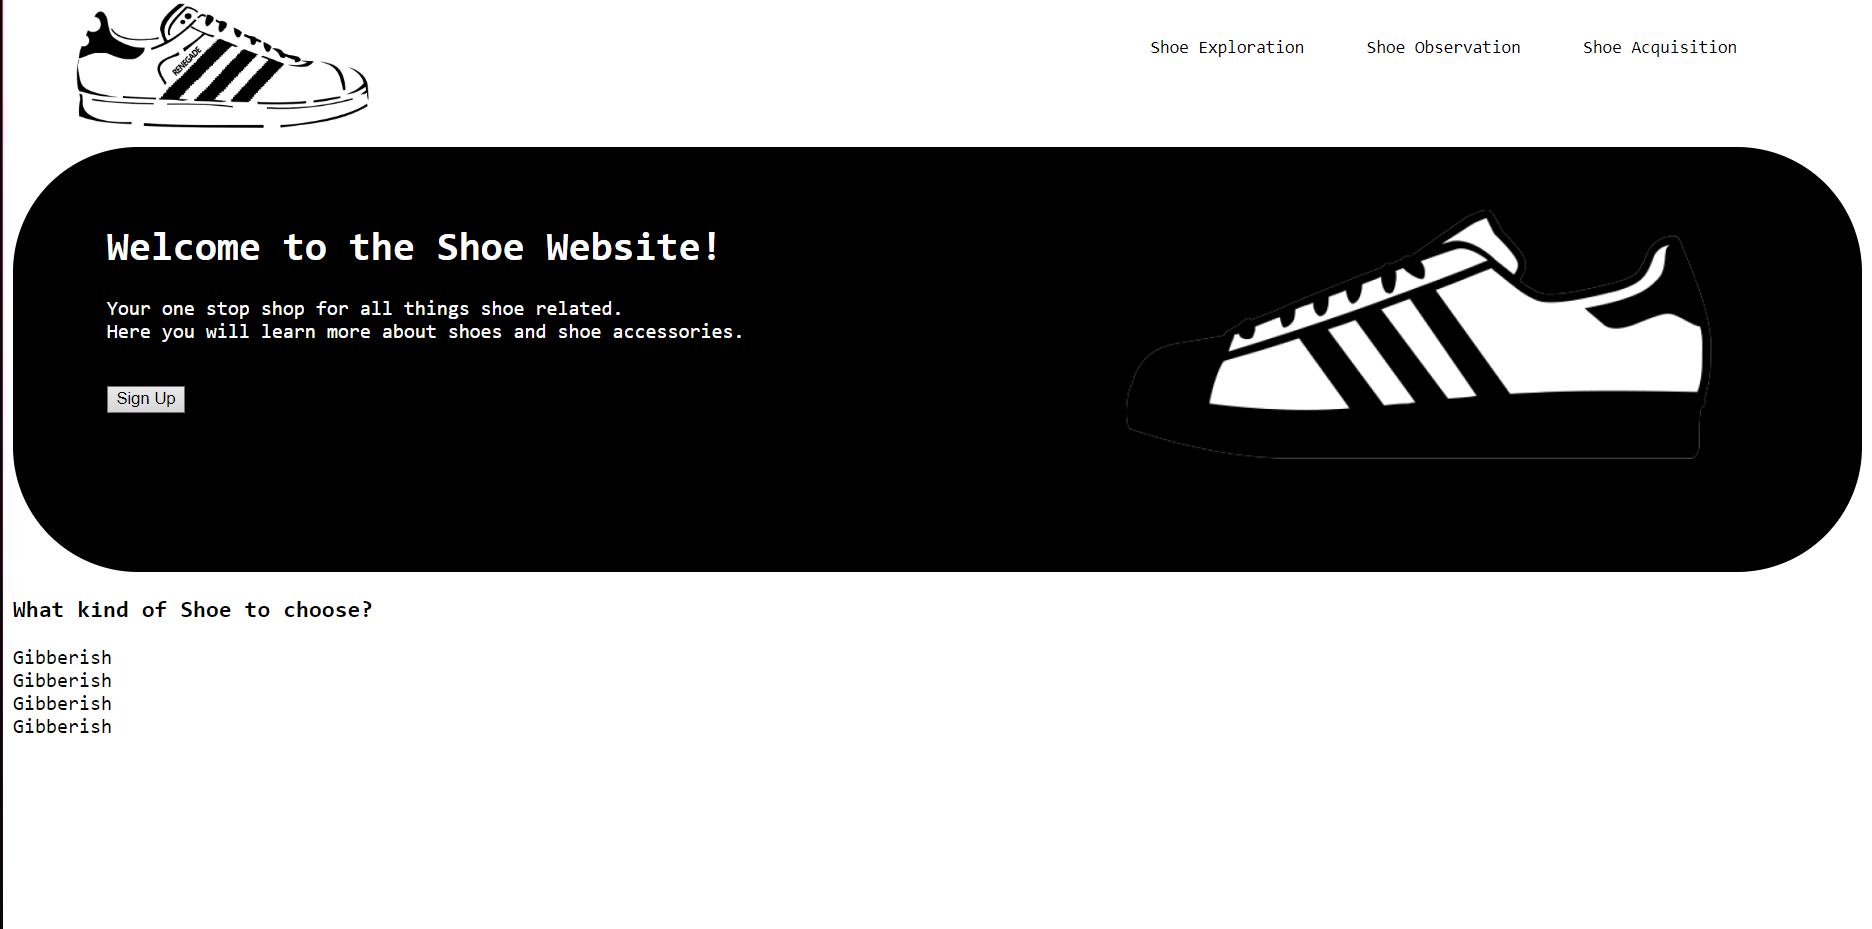 RENEGADE
Shoe Exploration Shoe Observation Shoe Acquisition
Welcome to the Shoe Website!
Your one stop shop for all things shoe related.
Here you will learn more about shoes and shoe accessories.
Sign Up
What kind of Shoe to choose?
Gibberish
Gibberish
Gibberish
Gibberish